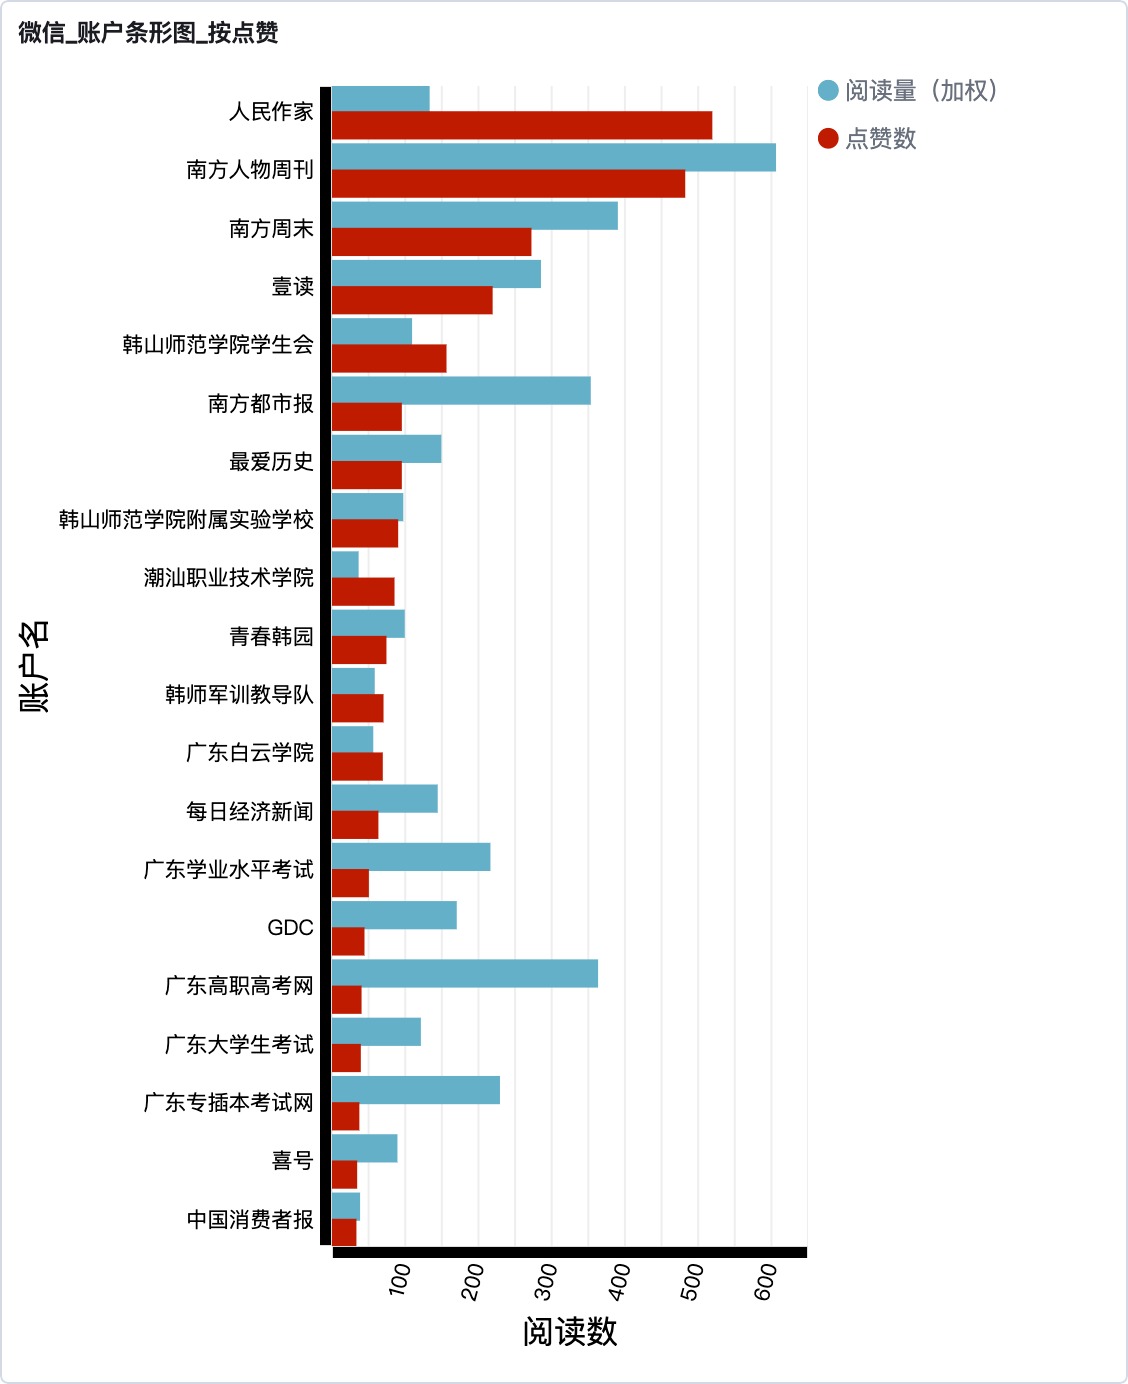 微信_账户条形图_按点赞
阅读量（加权）
点赞数
人民作家
南方人物周刊
南方周末
壹读
韩山师范学院学生会
南方都市报
最爱历史
韩山师范学院附属实验学校
潮汕职业技术学院
青春韩园
韩师军训教导队
广东白云学院
每日经济新闻
广东学业水平考试
GDC
广东高职高考网
广东大学生考试
广东专插本考试网
喜号
中国消费者报
账户名
100 200 300 400 500 600
阅读数